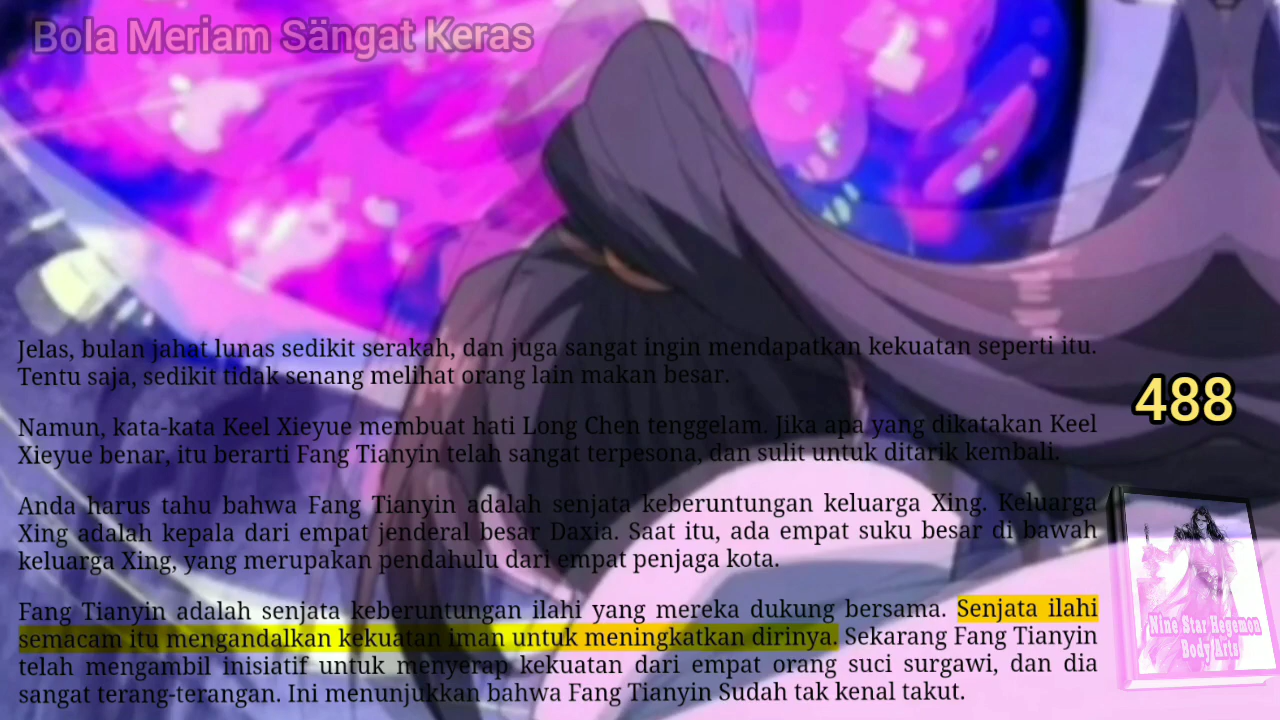 Bola Meriam Sängat Keras
Jelas, bulan jahat lunas sedikit serakah, dan juga sangat ingin mendapatkan kekuatan seperti itu.
Tentu saja, sedikit tidak senang melihat orang lain makan besar.
Namun, kata-kata Keel Xieyue membuat hati Long Chen tenggelam. Jika apa yang dikatakan Keel
Xieyue benar, itu berarti Fang Tianyin telah sangat terpesona, dan sulit untuk ditarik kembali.
488
Anda harus tahu bahwa Fang Tianyin adalah senjata keberuntungan keluarga Xing. Keluarga
Xing adalah kepala dari empat jenderal besar Daxia. Saat itu, ada empat suku besar di bawah
keluarga Xing, yang merupakan pendahulu dari empat penjaga kota.
Fang Tianyin adalah senjata keberuntungan ilahi yang mereka dukung bersama. Senjata ilahi
semacam itu mengandalkan kekuatan iman untuk meningkatkan dirinya. Sekarang Fang Tianyin
telah mengambil inisiatif untuk menyerap kekuatan dari empat orang suci surgawi, dan dia
sangat terang-terangan. Ini menunjukkan bahwa Fang Tianyin Sudah tak kenal takut.
Nine Star Hegemon
Body Arts